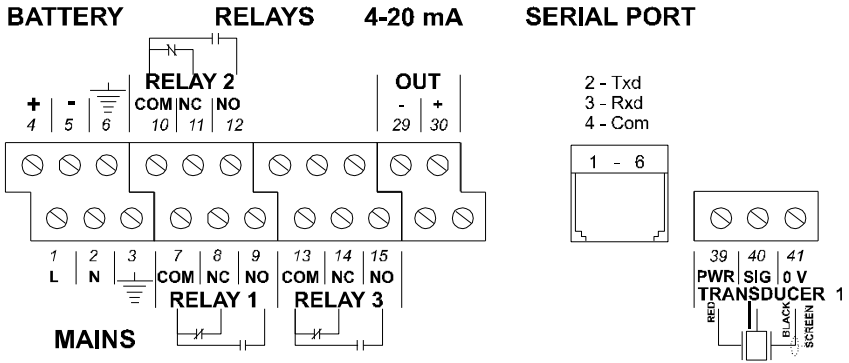 BATTERY RELAYS 4-20 mA SERIAL PORT
RELAY 2 OUT
+ - COM NC NO - +
4 5 6 10 11 12 29 30
2 - Txd
3 - Rxd
4 - Com
1 - 6
1 2 3 7 8 9 13 14 15
L N COM NC NO COM NC NO
RELAY 1 RELAY 3
MAINS
39 40 41
PWR SIG 0 V
TRANSDUCER 1
RED BLACK SCREEN